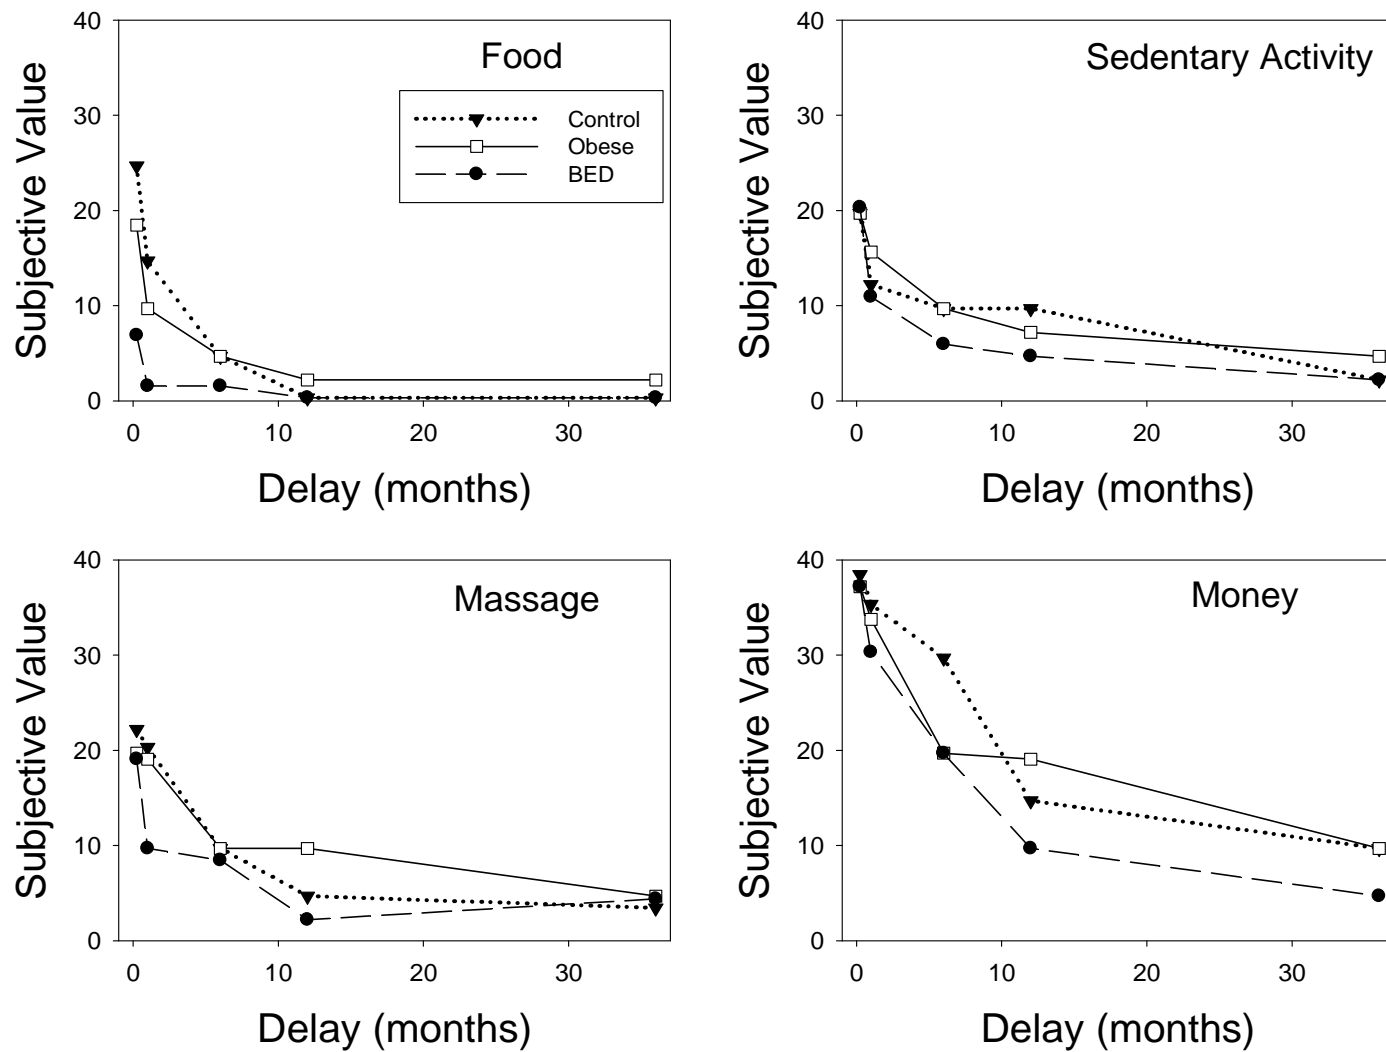 Food
Subjective Value
40
30
20
10
0
Control
Obese
BED
0 10 20 30
Delay (months)
Sedentary Activity
Subjective Value
40
30
20
10
0
0 10 20 30
Delay (months)
Massage
Subjective Value
40
30
20
10
0
0 10 20 30
Delay (months)
Money
Subjective Value
40
30
20
10
0
0 10 20 30
Delay (months)